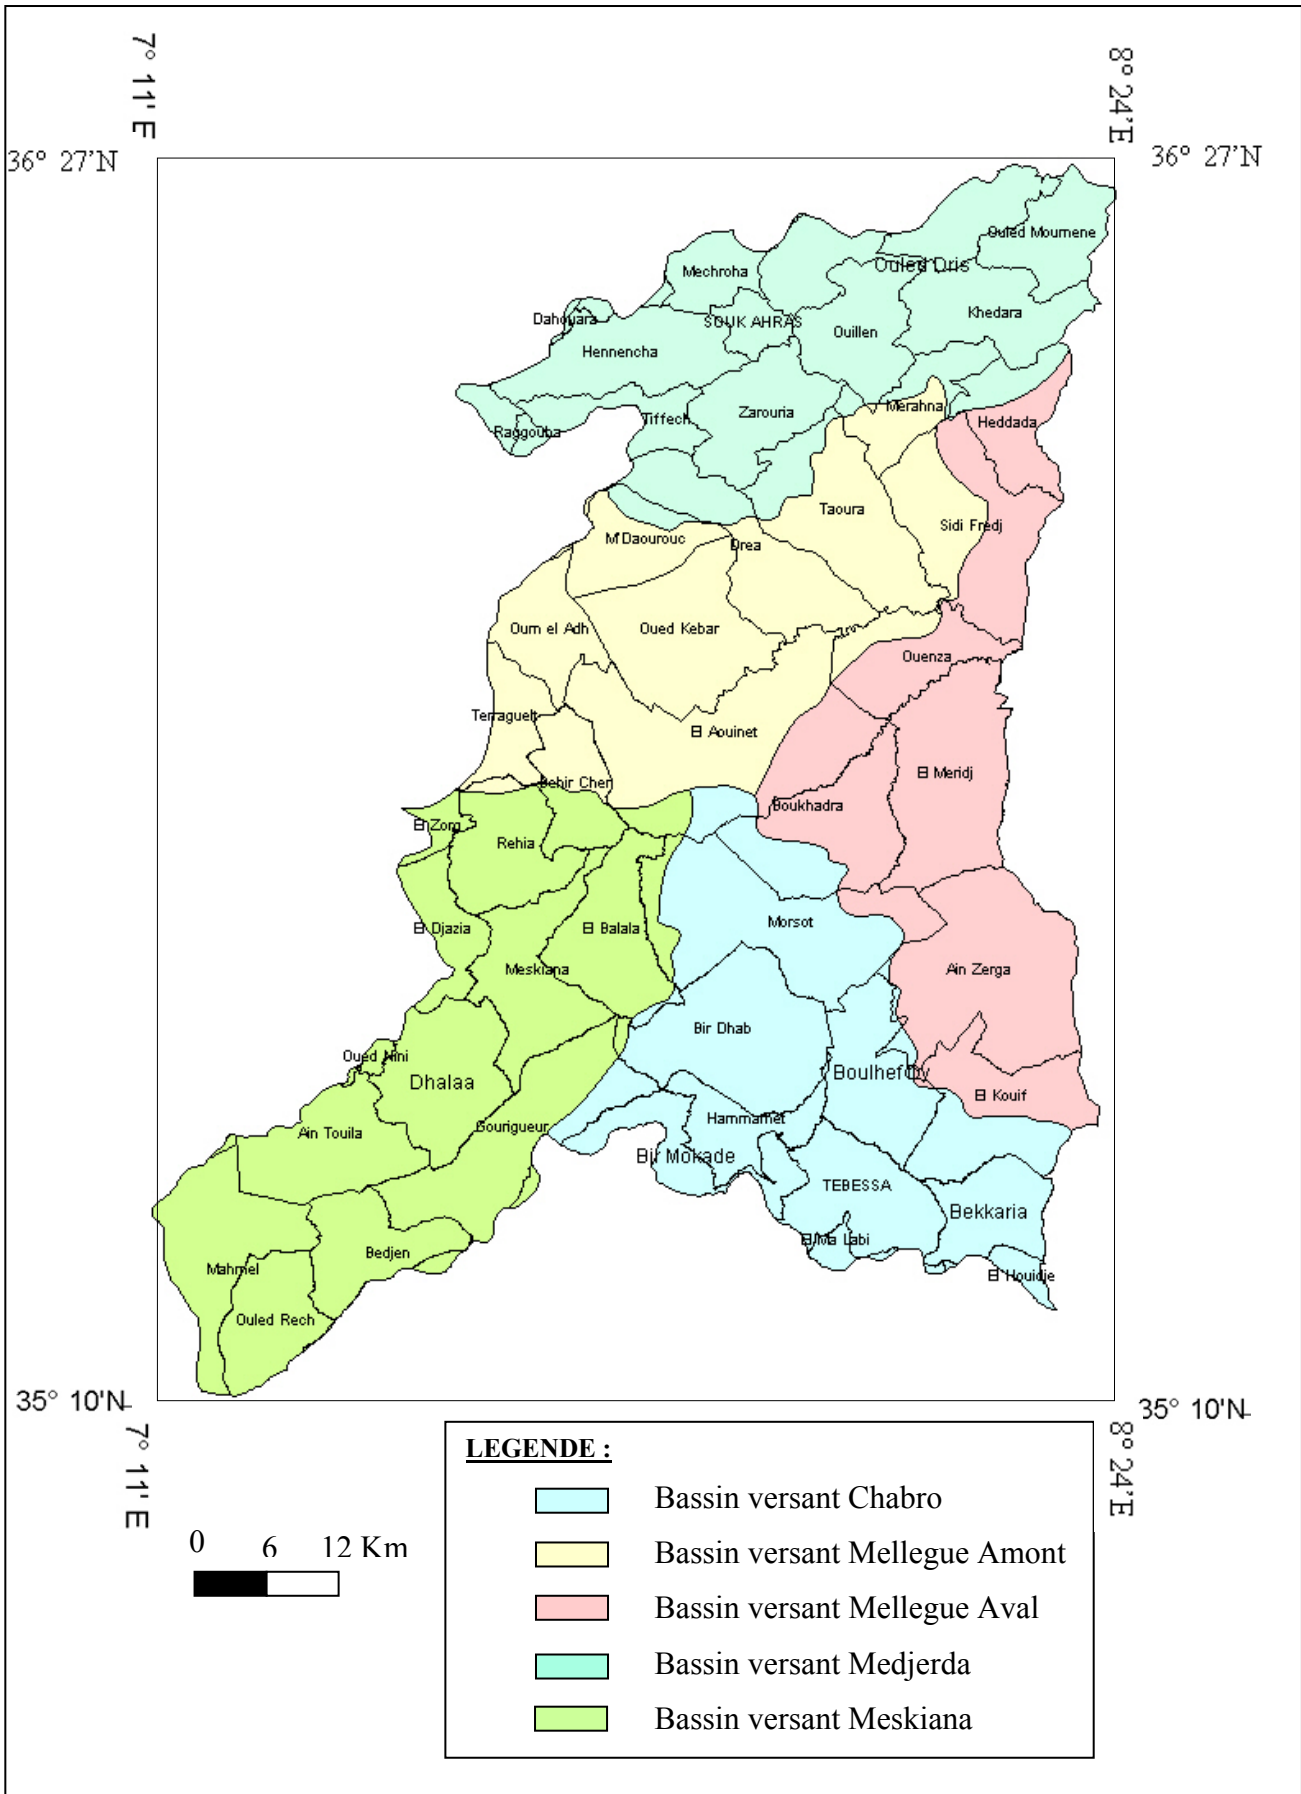 7° 11' E
8° 24'E
36° 27'N
36° 27'N
Ouled Moumene
Ouled Dris
Mechroha
Khedara
Dahouara
SOUK AHRAS
Ouillen
Hennencha
Merahna
Zarouria
Tiffech
Heddada
Raggouba
Taoura
Sidi Fredj
M'Daourouc
Drea
Oum el Adh
Oued Kebar
Ouenza
Terraguelt
El Aouinet
El Meridj
Behir Cher
Boukhadra
El Zorg
Rehia
Morsot
El Djazia
El Balala
Meskiana
Ain Zerga
Bir Dhab
Oued Nini
Dhalaa
Boulhef Dy
El Kouif
Hammamet
Gourigueur
Ain Touila
Bir Mokade
TEBESSA
Bekkaria
El Ma Labi
Bedjen
Mahmel
El Houidje
Ouled Rech
35° 10'N
35° 10'N
7° 11' E
8° 24'E
LEGENDE :
Bassin versant Chabro
Bassin versant Mellegue Amont
Bassin versant Mellegue Aval
Bassin versant Medjerda
Bassin versant Meskiana
0 6 12 Km